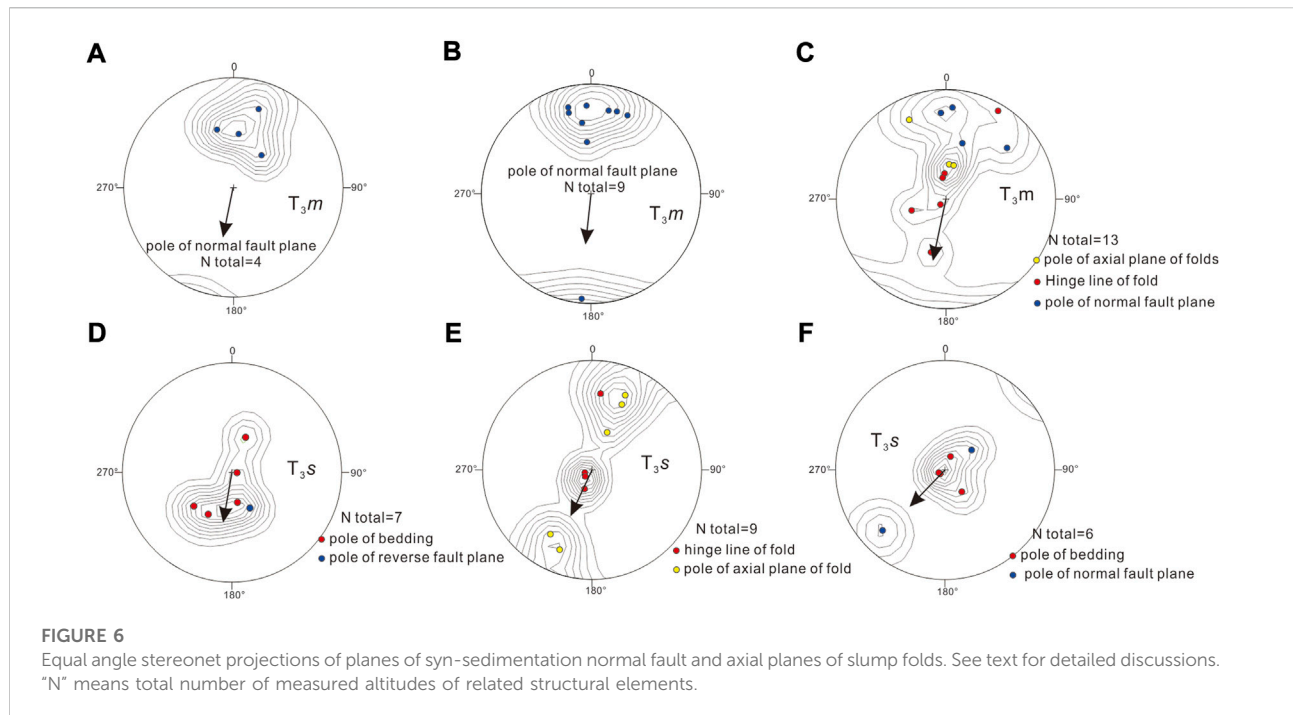 A
0
270°
90°
T3m
pole of normal fault plane
N total=4
180°
B
0
pole of normal fault plane
N total=9
270°
90°
T3m
180°
C
0
270°
90°
T3m
N total=13
pole of axial plane of folds
Hinge line of fold
pole of normal fault plane
180°
D
0
270°
90°
T3s
N total=7
pole of bedding
pole of reverse fault plane
180°
E
0
270°
90°
T3s
N total=9
hinge line of fold
pole of axial plane of fold
180°
F
0
T3s
270°
90°
N total=6
pole of bedding
pole of normal fault plane
180°
FIGURE 6
Equal angle stereonet projections of planes of syn-sedimentation normal fault and axial planes of slump folds. See text for detailed discussions.
“N” means total number of measured altitudes of related structural elements.